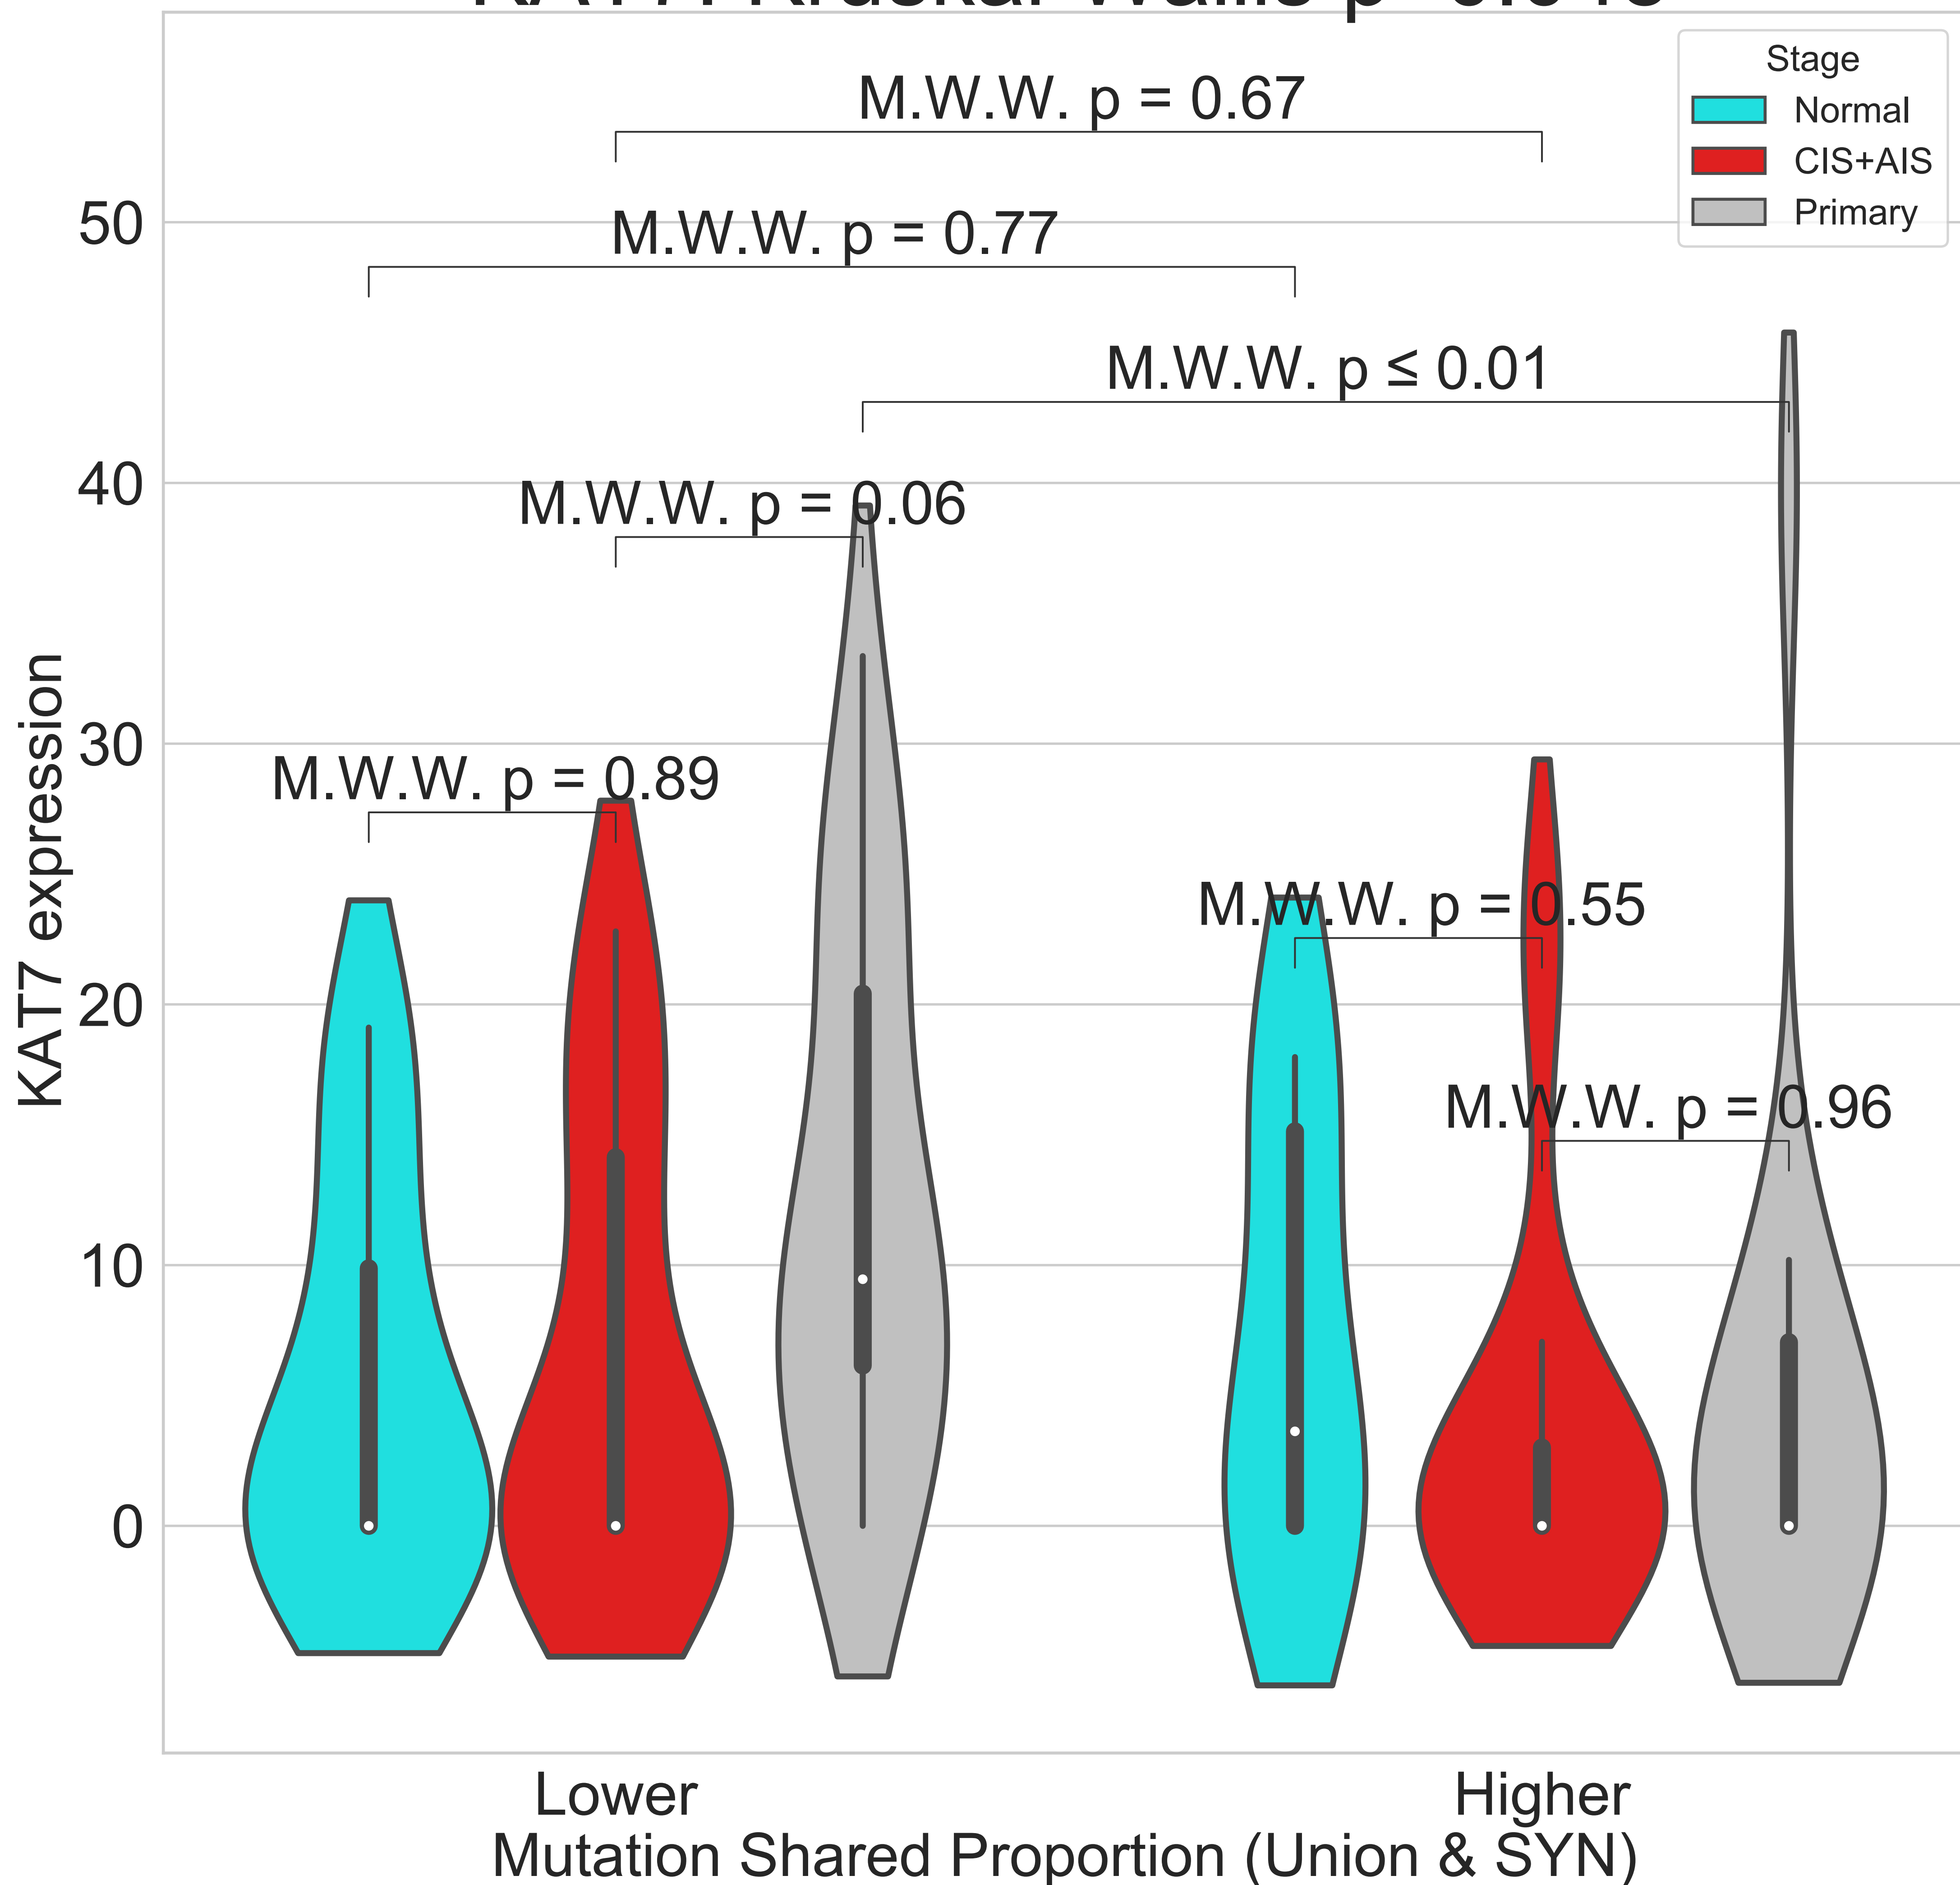 Stage
Normal
CIS+AIS
Primary
M.W.W. p = 0.67
M.W.W. p = 0.77
M.W.W. p ≤ 0.01
M.W.W. p = 0.06
M.W.W. p = 0.89
M.W.W. p = 0.55
M.W.W. p = 0.96
50
40
30
20
10
0
KAT7 expression
Lower
Higher
Mutation Shared Proportion (Union & SYN)